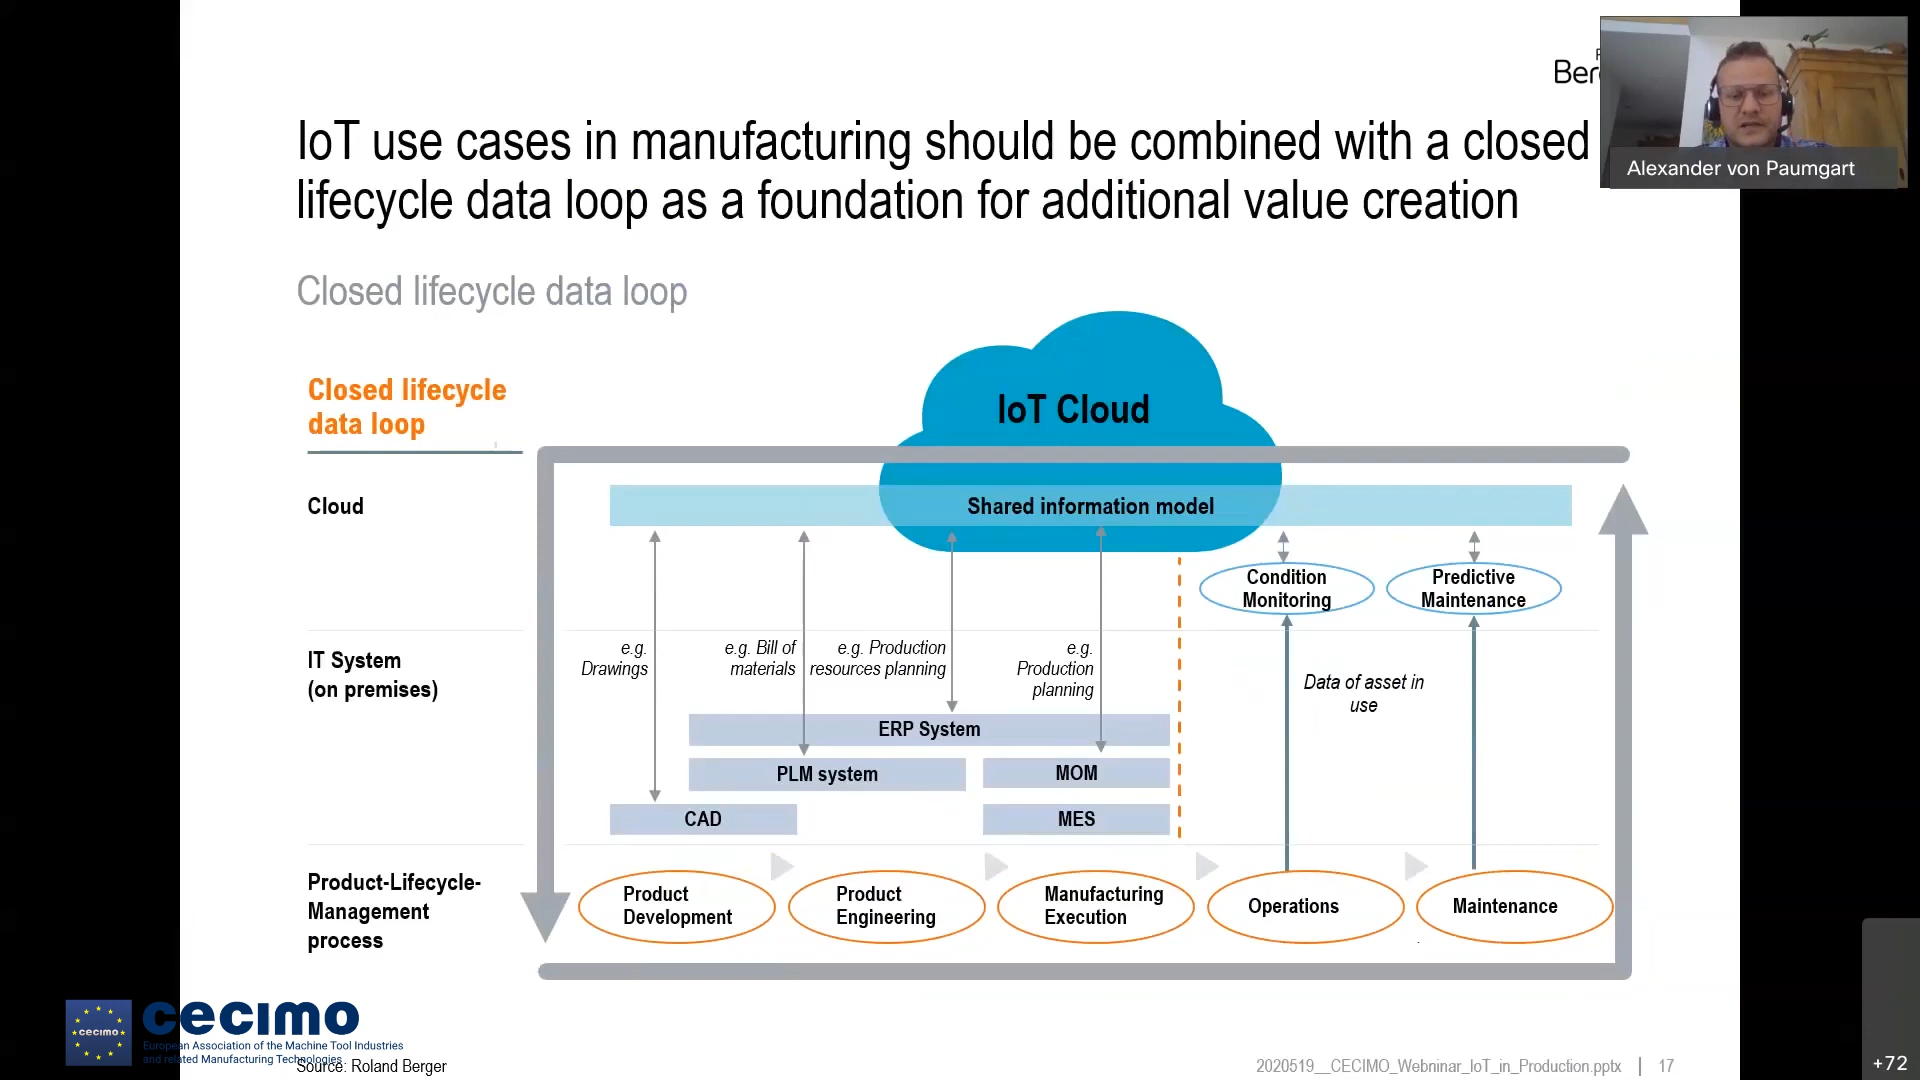 Ber
Alexander von Paumgart
IoT use cases in manufacturing should be combined with a closed
lifecycle data loop as a foundation for additional value creation
Closed lifecycle data loop
Closed lifecycle
data loop
IoT Cloud
Cloud
Shared information model
Condition
Monitoring
Predictive
Maintenance
IT System
(on premises)
e.g.
Drawings
e.g. Bill of
materials
e.g. Production
resources planning
e.g.
Production
planning
Data of asset in
use
ERP System
PLM system
MOM
CAD
MES
Product-Lifecycle-
Management
process
Product
Development
Product
Engineering
Manufacturing
Execution
Operations
Maintenance
cecimo
cecimo
European Association of the Machine Tool Industries
and related Manufacturing Technologies
Source: Roland Berger
2020519__CECIMO_Webninar_IoT_in_Production.pptx | 17
+72